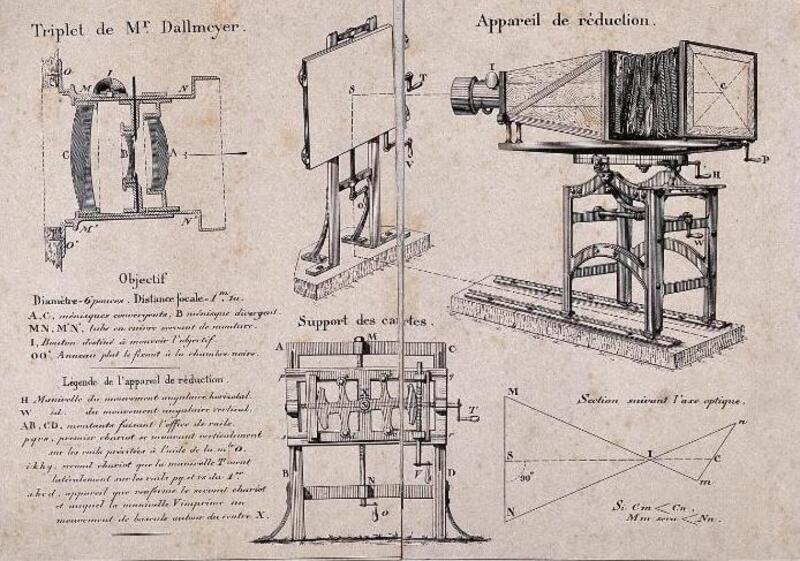 Triplet de Mr Dallmeyer.
Appareil de réduction.
O
M
I
N
C
B
A
M'
N'
O'
S
T
V
O
I
C
P
H
W
Objectif
Diamètre - 6 pouces. Distance focale - 1m.
A, C, ménisques convergents, B ménisque divergent.
MN, M'N', tube en cuivre servant de monture.
I, Bouton destiné à mouvoir l'objectif.
OO', Anneau plat le fixant à la chambre noire.
Légende de l'appareil de réduction.
H Manivelle du mouvement angulaire horizontal.
W id. du mouvement angulaire vertical.
AB, CD, montants faisant l'office de rails.
pqrs, premier chariot se mouvant verticalement
sur les rails précités à l'aide de la mlle O.
second chariot que la manivelle T meut
latéralement sur les rails pq et rs du 1er
abcd, appareil que renferme le second chariot
et auquel la manivelle V imprime un
mouvement de bascule autour du centre X.
Support des cartes.
A
M
C
p
q
T
s
r
B
N
D
V
O
Section suivant l'axe optique.
M
n
S
I
C
90°
m
N
Si Cm < Cn.
Mm sera < Nn.